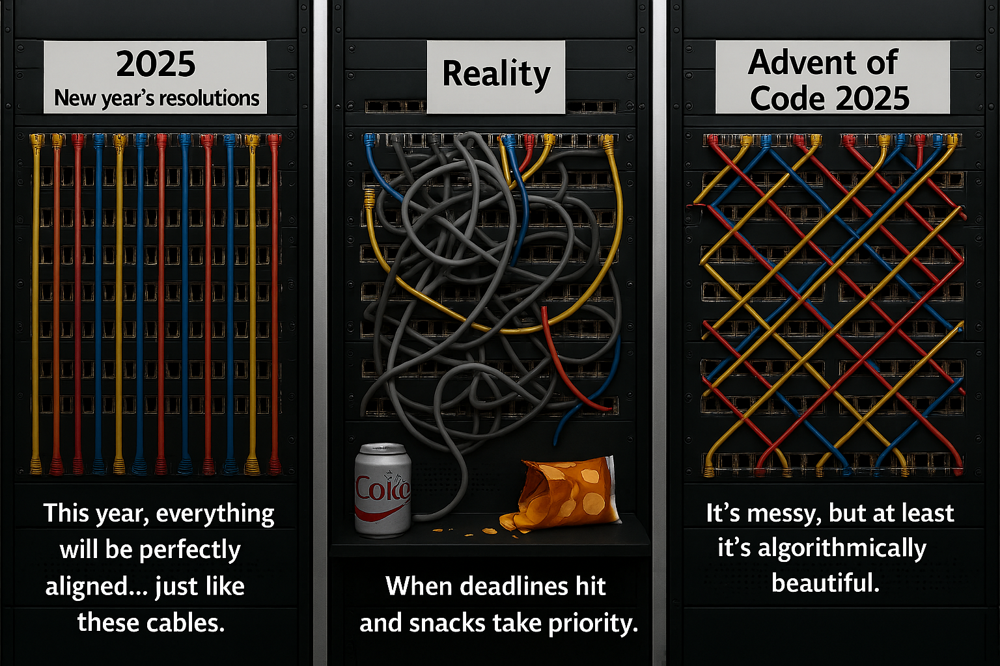 2025
New year's resolutions
This year, everything
will be perfectly
aligned... just like
these cables.
Reality
When deadlines hit
and snacks take priority.
Advent of
Code 2025
It's messy, but at least
it's algorithmically
beautiful.